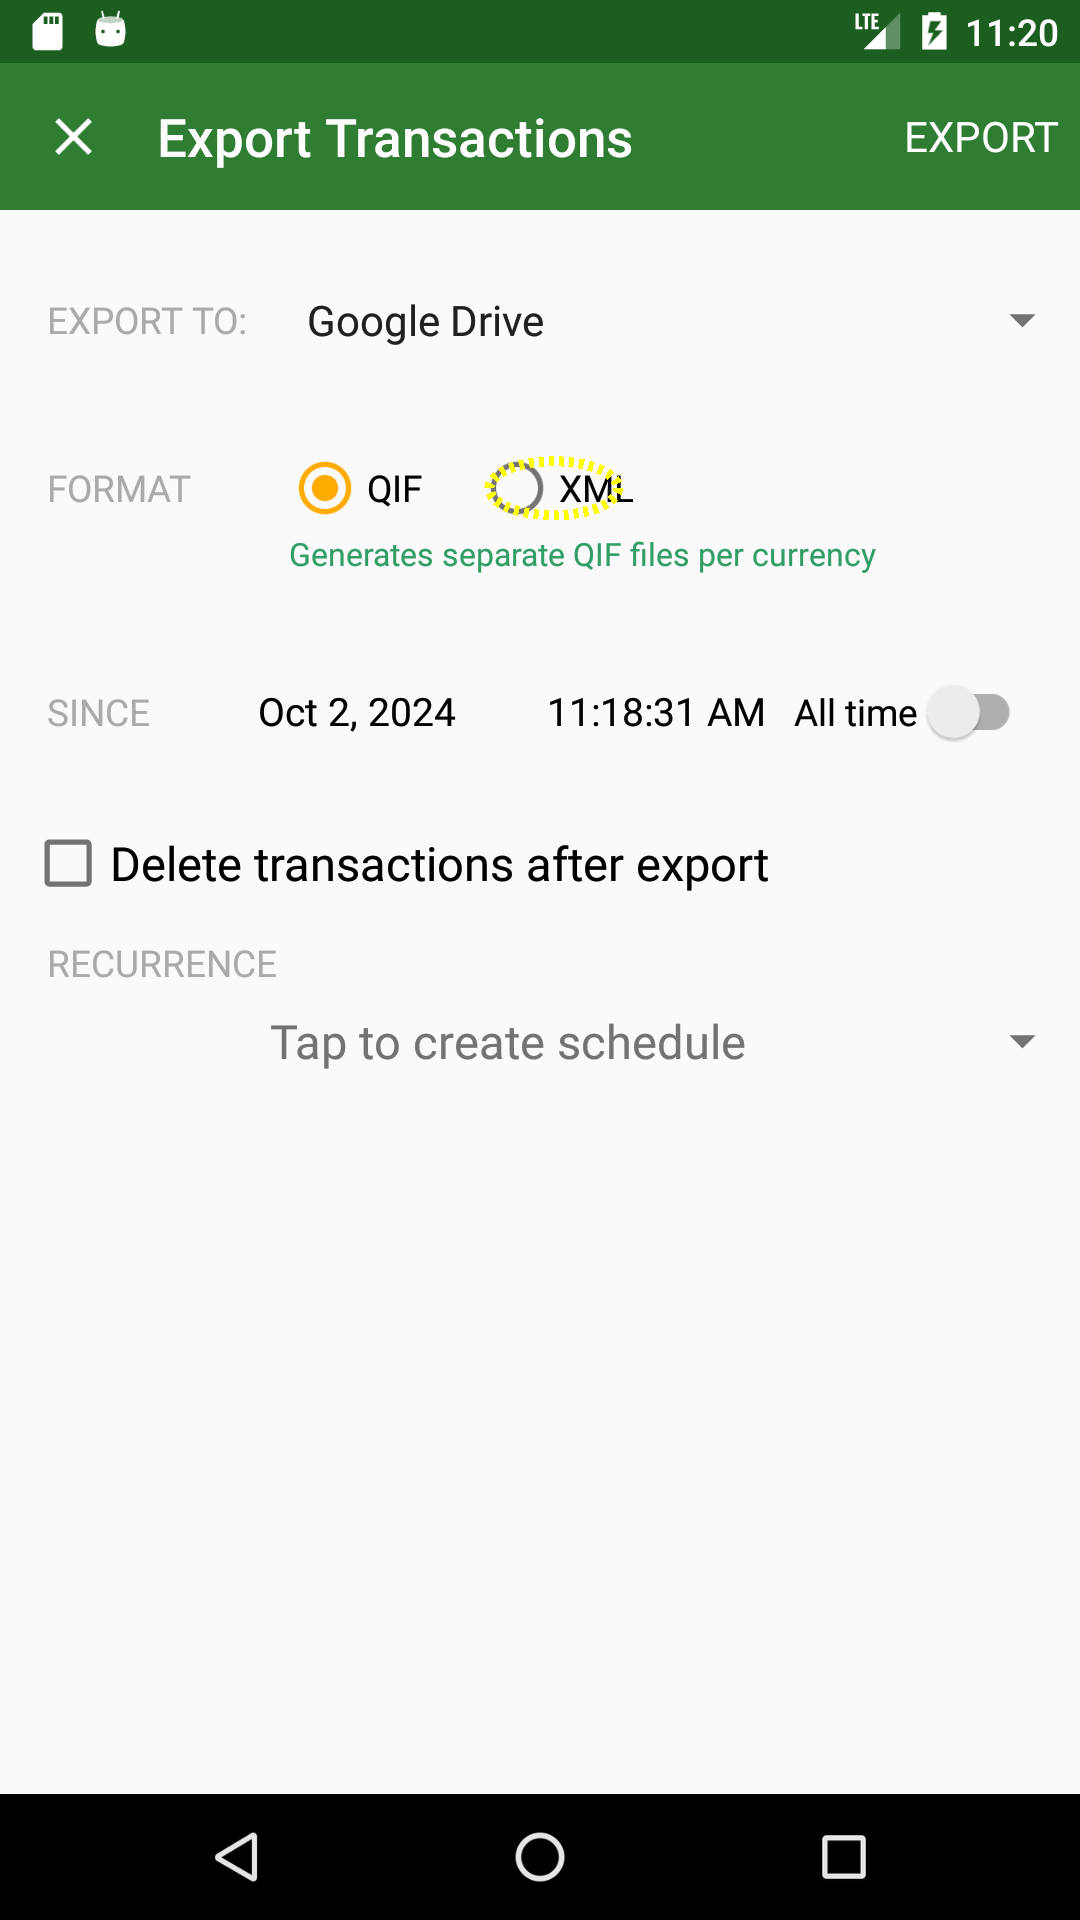 LTE 11:20
Export Transactions EXPORT
EXPORT TO: Google Drive
FORMAT QIF XML
Generates separate QIF files per currency
SINCE Oct 2, 2024 11:18:31 AM All time
Delete transactions after export
RECURRENCE
Tap to create schedule